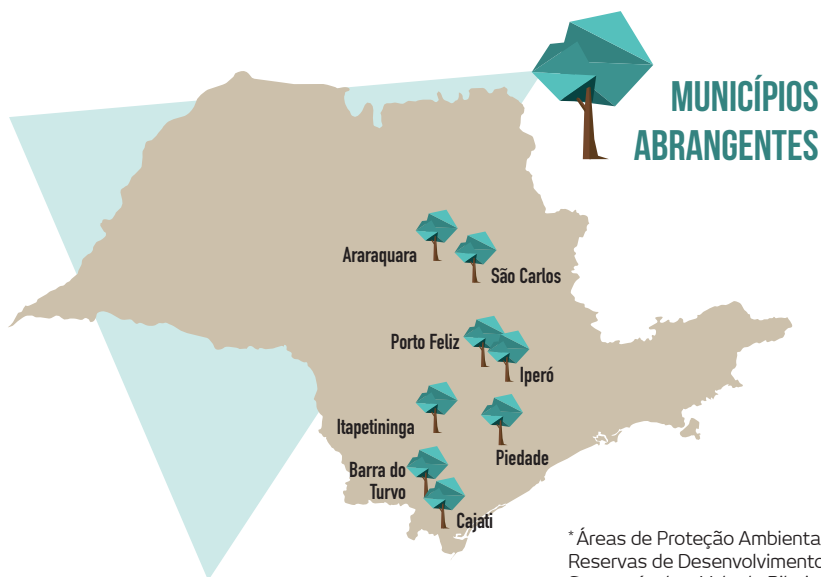 MUNICÍPIOS
ABRANGENTES
Araraquara
São Carlos
Porto Feliz
Iperó
Itapetininga
Piedade
Barra do
Turvo
Cajati
*Áreas de Proteção Ambienta
Reservas de Desenvolvimento